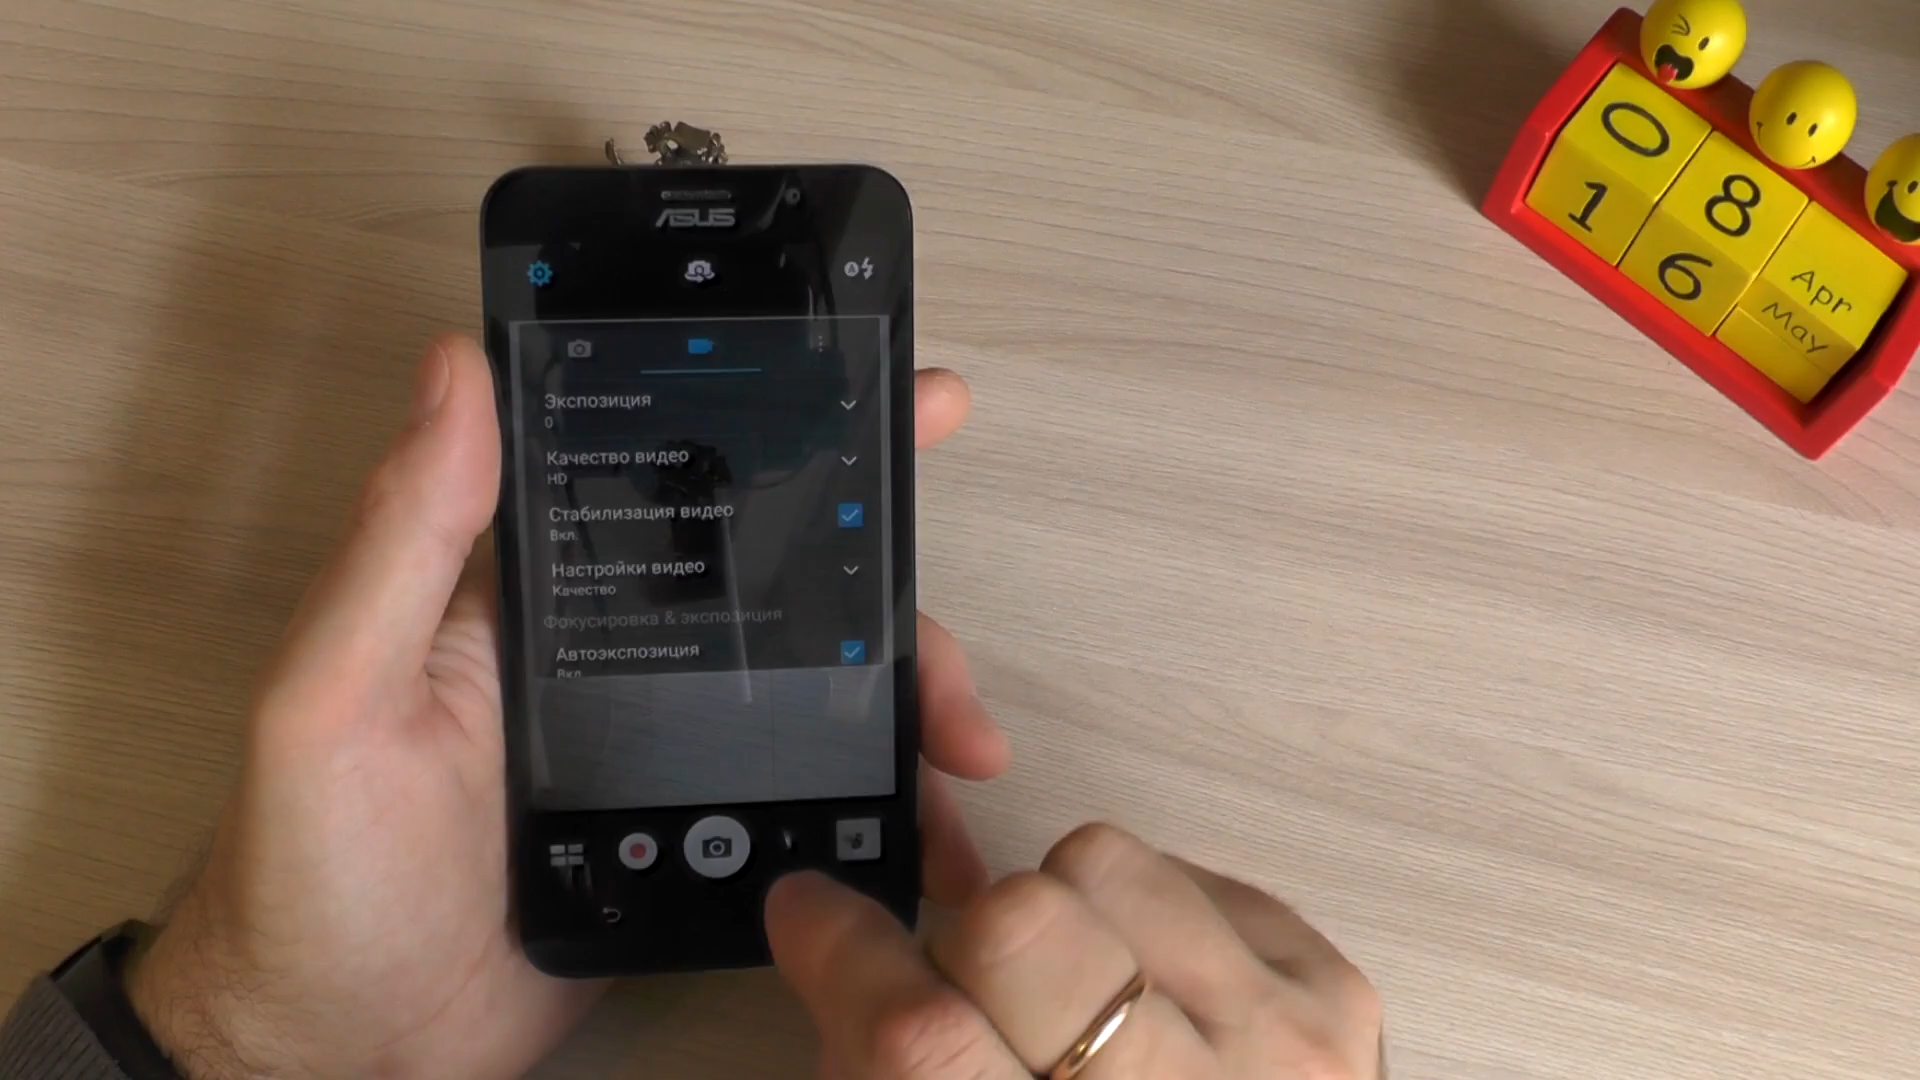 ASUS
Экспозиция
0
Качество видео
HD
Стабилизация видео
Вкл.
Настройки видео
Качество
Фокусировка & экспозиция
Автоэкспозиция
Вкл
A
0 8 Apr
1 6 May